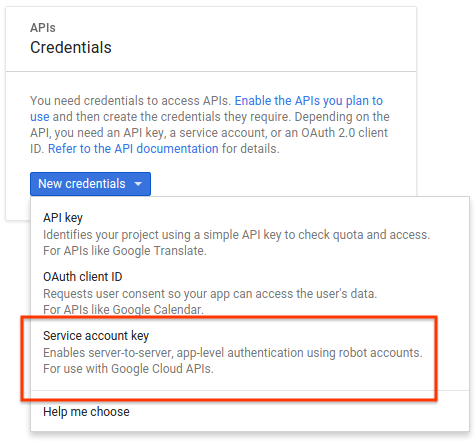 APIs
Credentials
You need credentials to access APIs. Enable the APIs you plan to
use and then create the credentials they require. Depending on the
API, you need an API key, a service account, or an OAuth 2.0 client
ID. Refer to the API documentation for details.
New credentials
API key
Identifies your project using a simple API key to check quota and access.
For APIs like Google Translate.
OAuth client ID
Requests user consent so your app can access the user's data.
For APIs like Google Calendar.
Service account key
Enables server-to-server, app-level authentication using robot accounts.
For use with Google Cloud APIs.
Help me choose